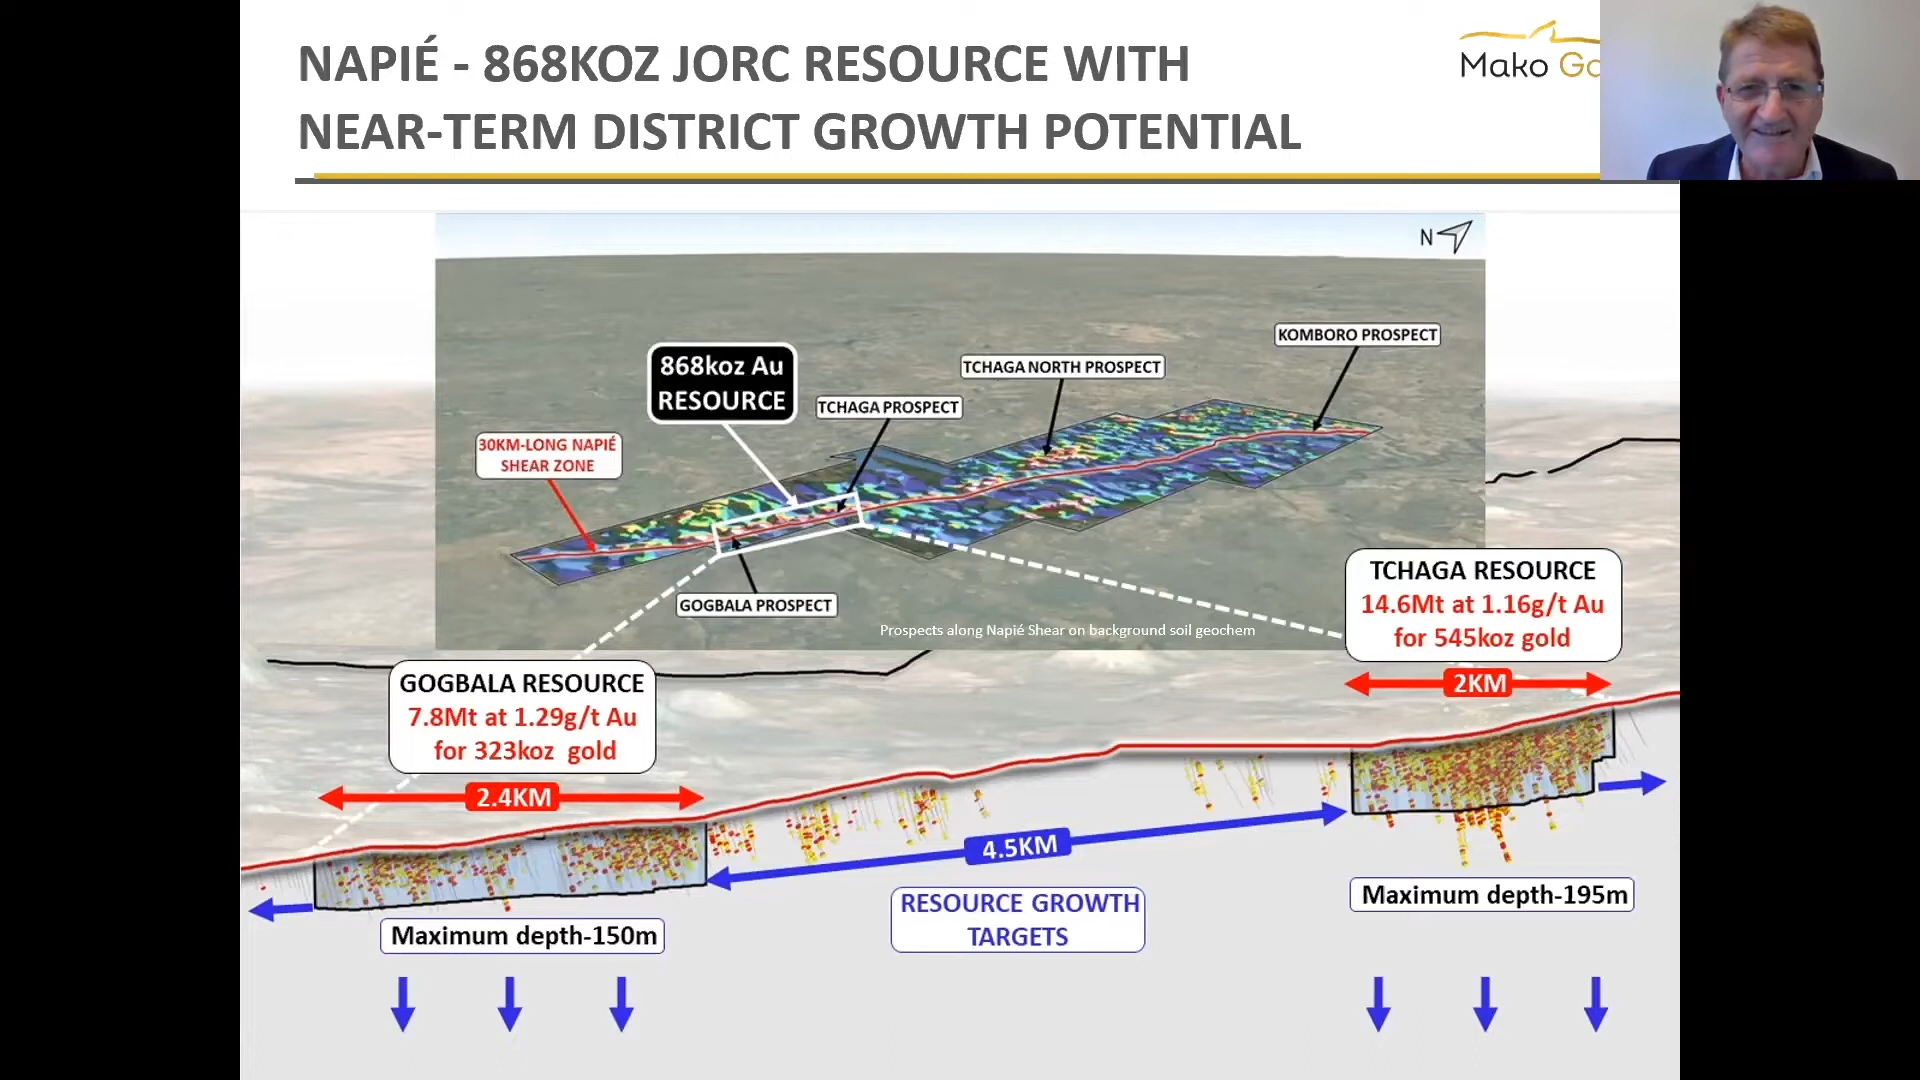 NAPIÉ - 868KOZ JORC RESOURCE WITH
NEAR-TERM DISTRICT GROWTH POTENTIAL
Mako
N
KOMBORO PROSPECT
TCHAGA NORTH PROSPECT
868koz Au
RESOURCE
TCHAGA PROSPECT
30KM-LONG NAPIÉ
SHEAR ZONE
GOGBALA PROSPECT
Prospects along Napié Shear on background soil geochem
TCHAGA RESOURCE
14.6Mt at 1.16g/t Au
for 545koz gold
2KM
GOGBALA RESOURCE
7.8Mt at 1.29g/t Au
for 323koz gold
2.4KM
4.5KM
RESOURCE GROWTH
TARGETS
Maximum depth-195m
Maximum depth-150m